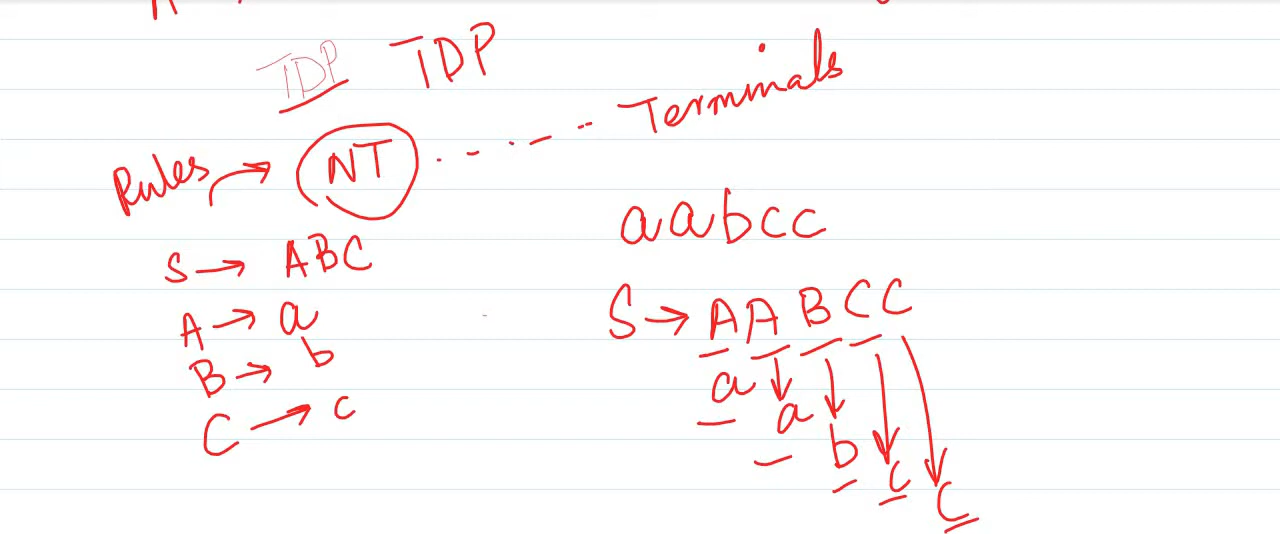 TDP TDP
Terminals
Rules → NT
aabcc
S → ABC
S → AABCC
A → a
B → b
C → c
a
a
b
c
c